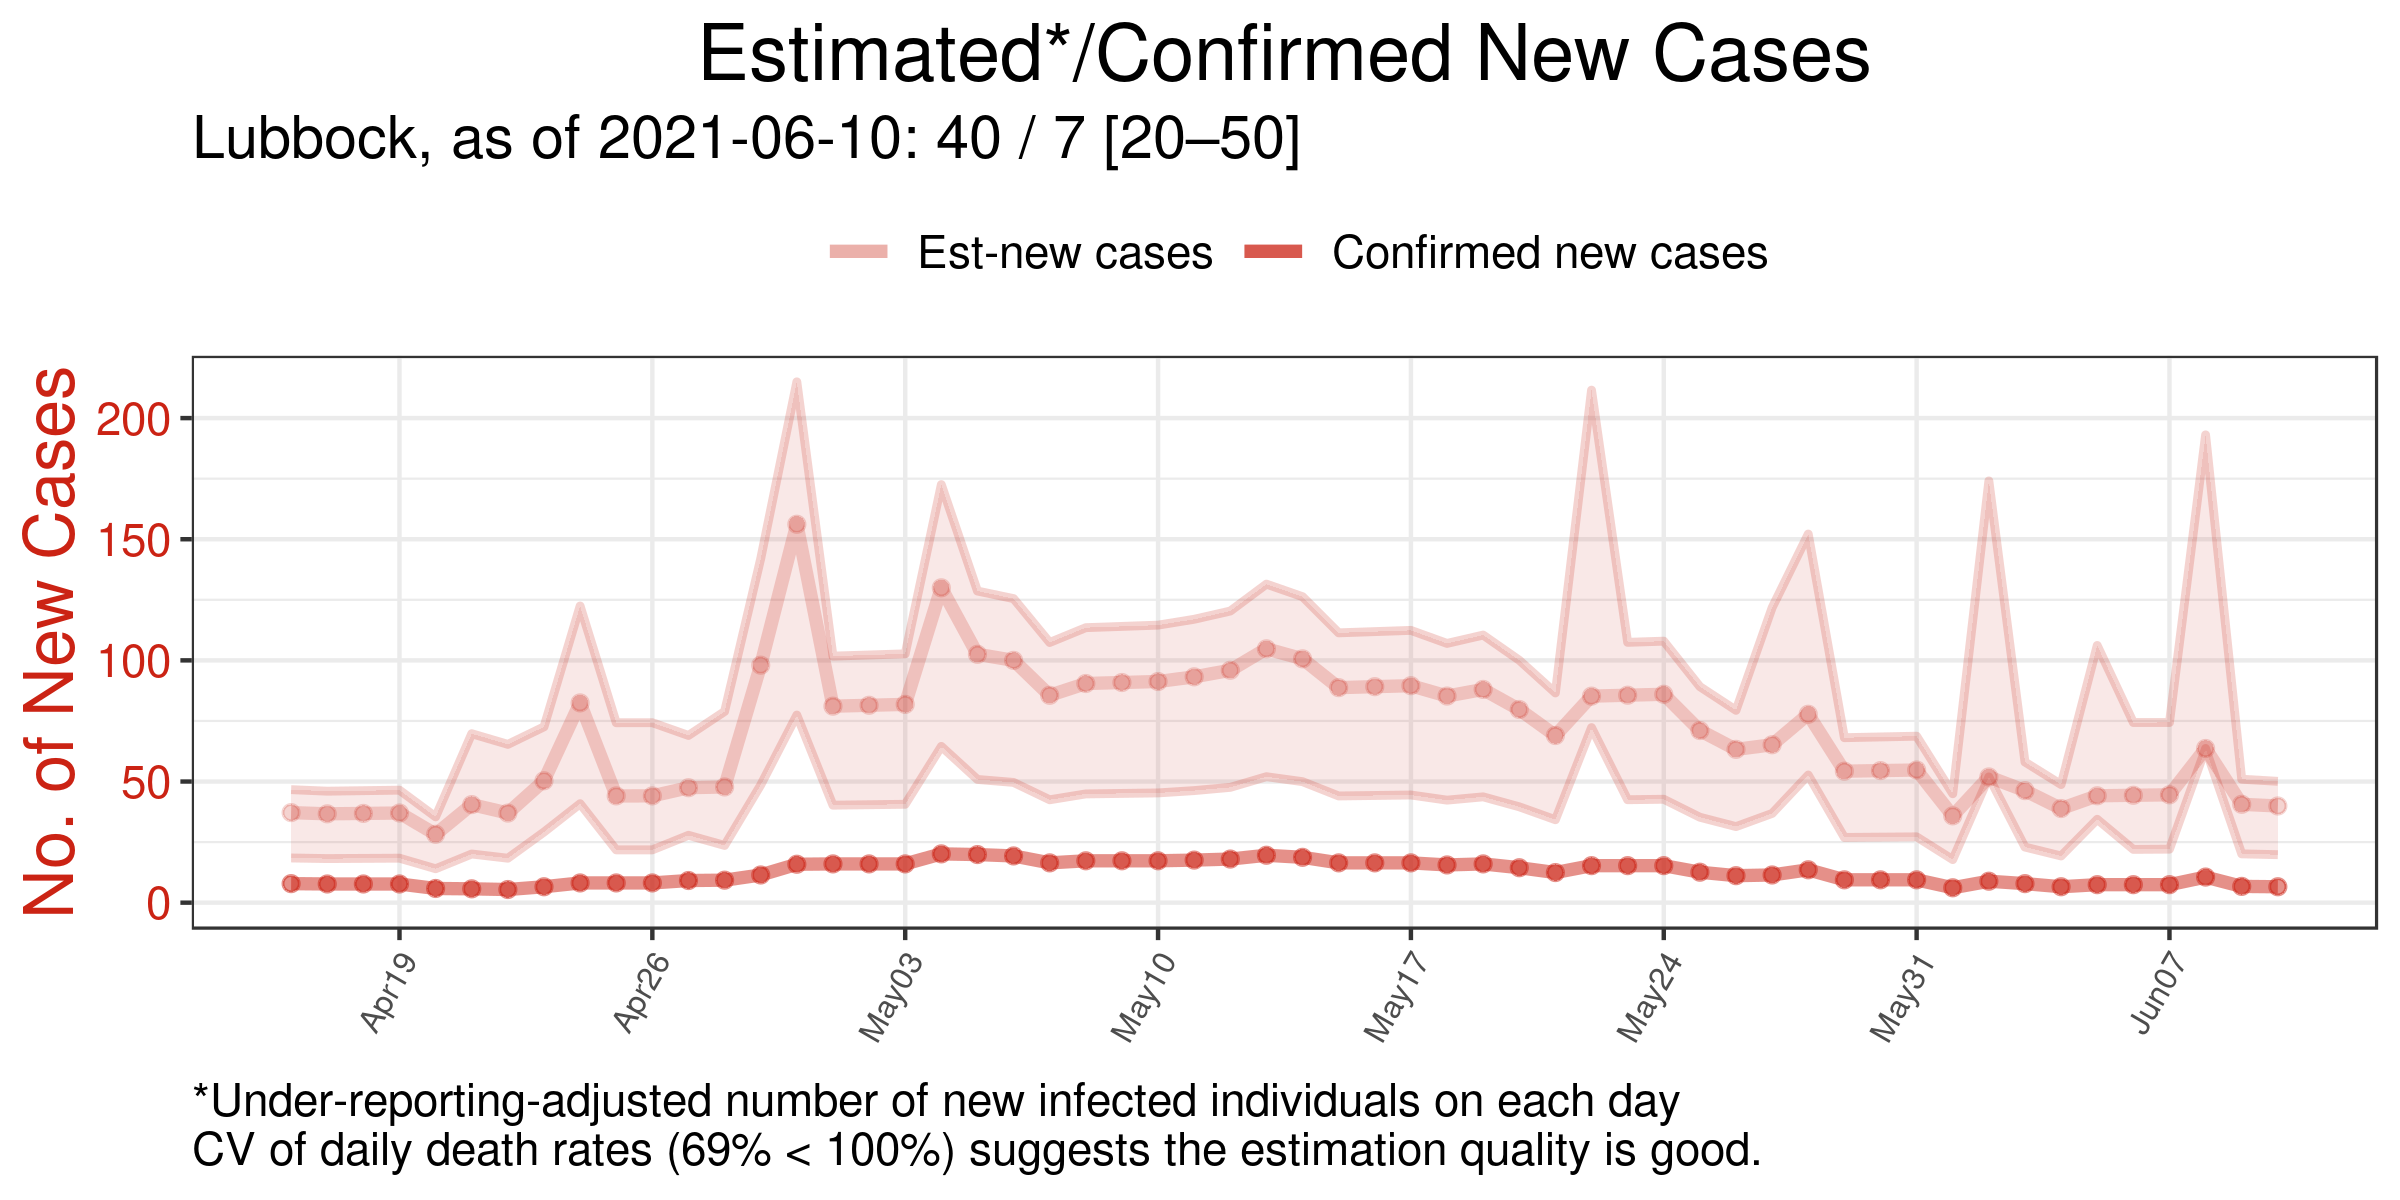 Estimated*/Confirmed New Cases
Lubbock, as of 2021-06-10: 40 / 7 [20–50]
Est-new cases
Confirmed new cases
No. of New Cases
200
150
100
50
0
Apr19
Apr26
May03
May10
May17
May24
May31
Jun07
*Under-reporting-adjusted number of new infected individuals on each day
CV of daily death rates (69% < 100%) suggests the estimation quality is good.